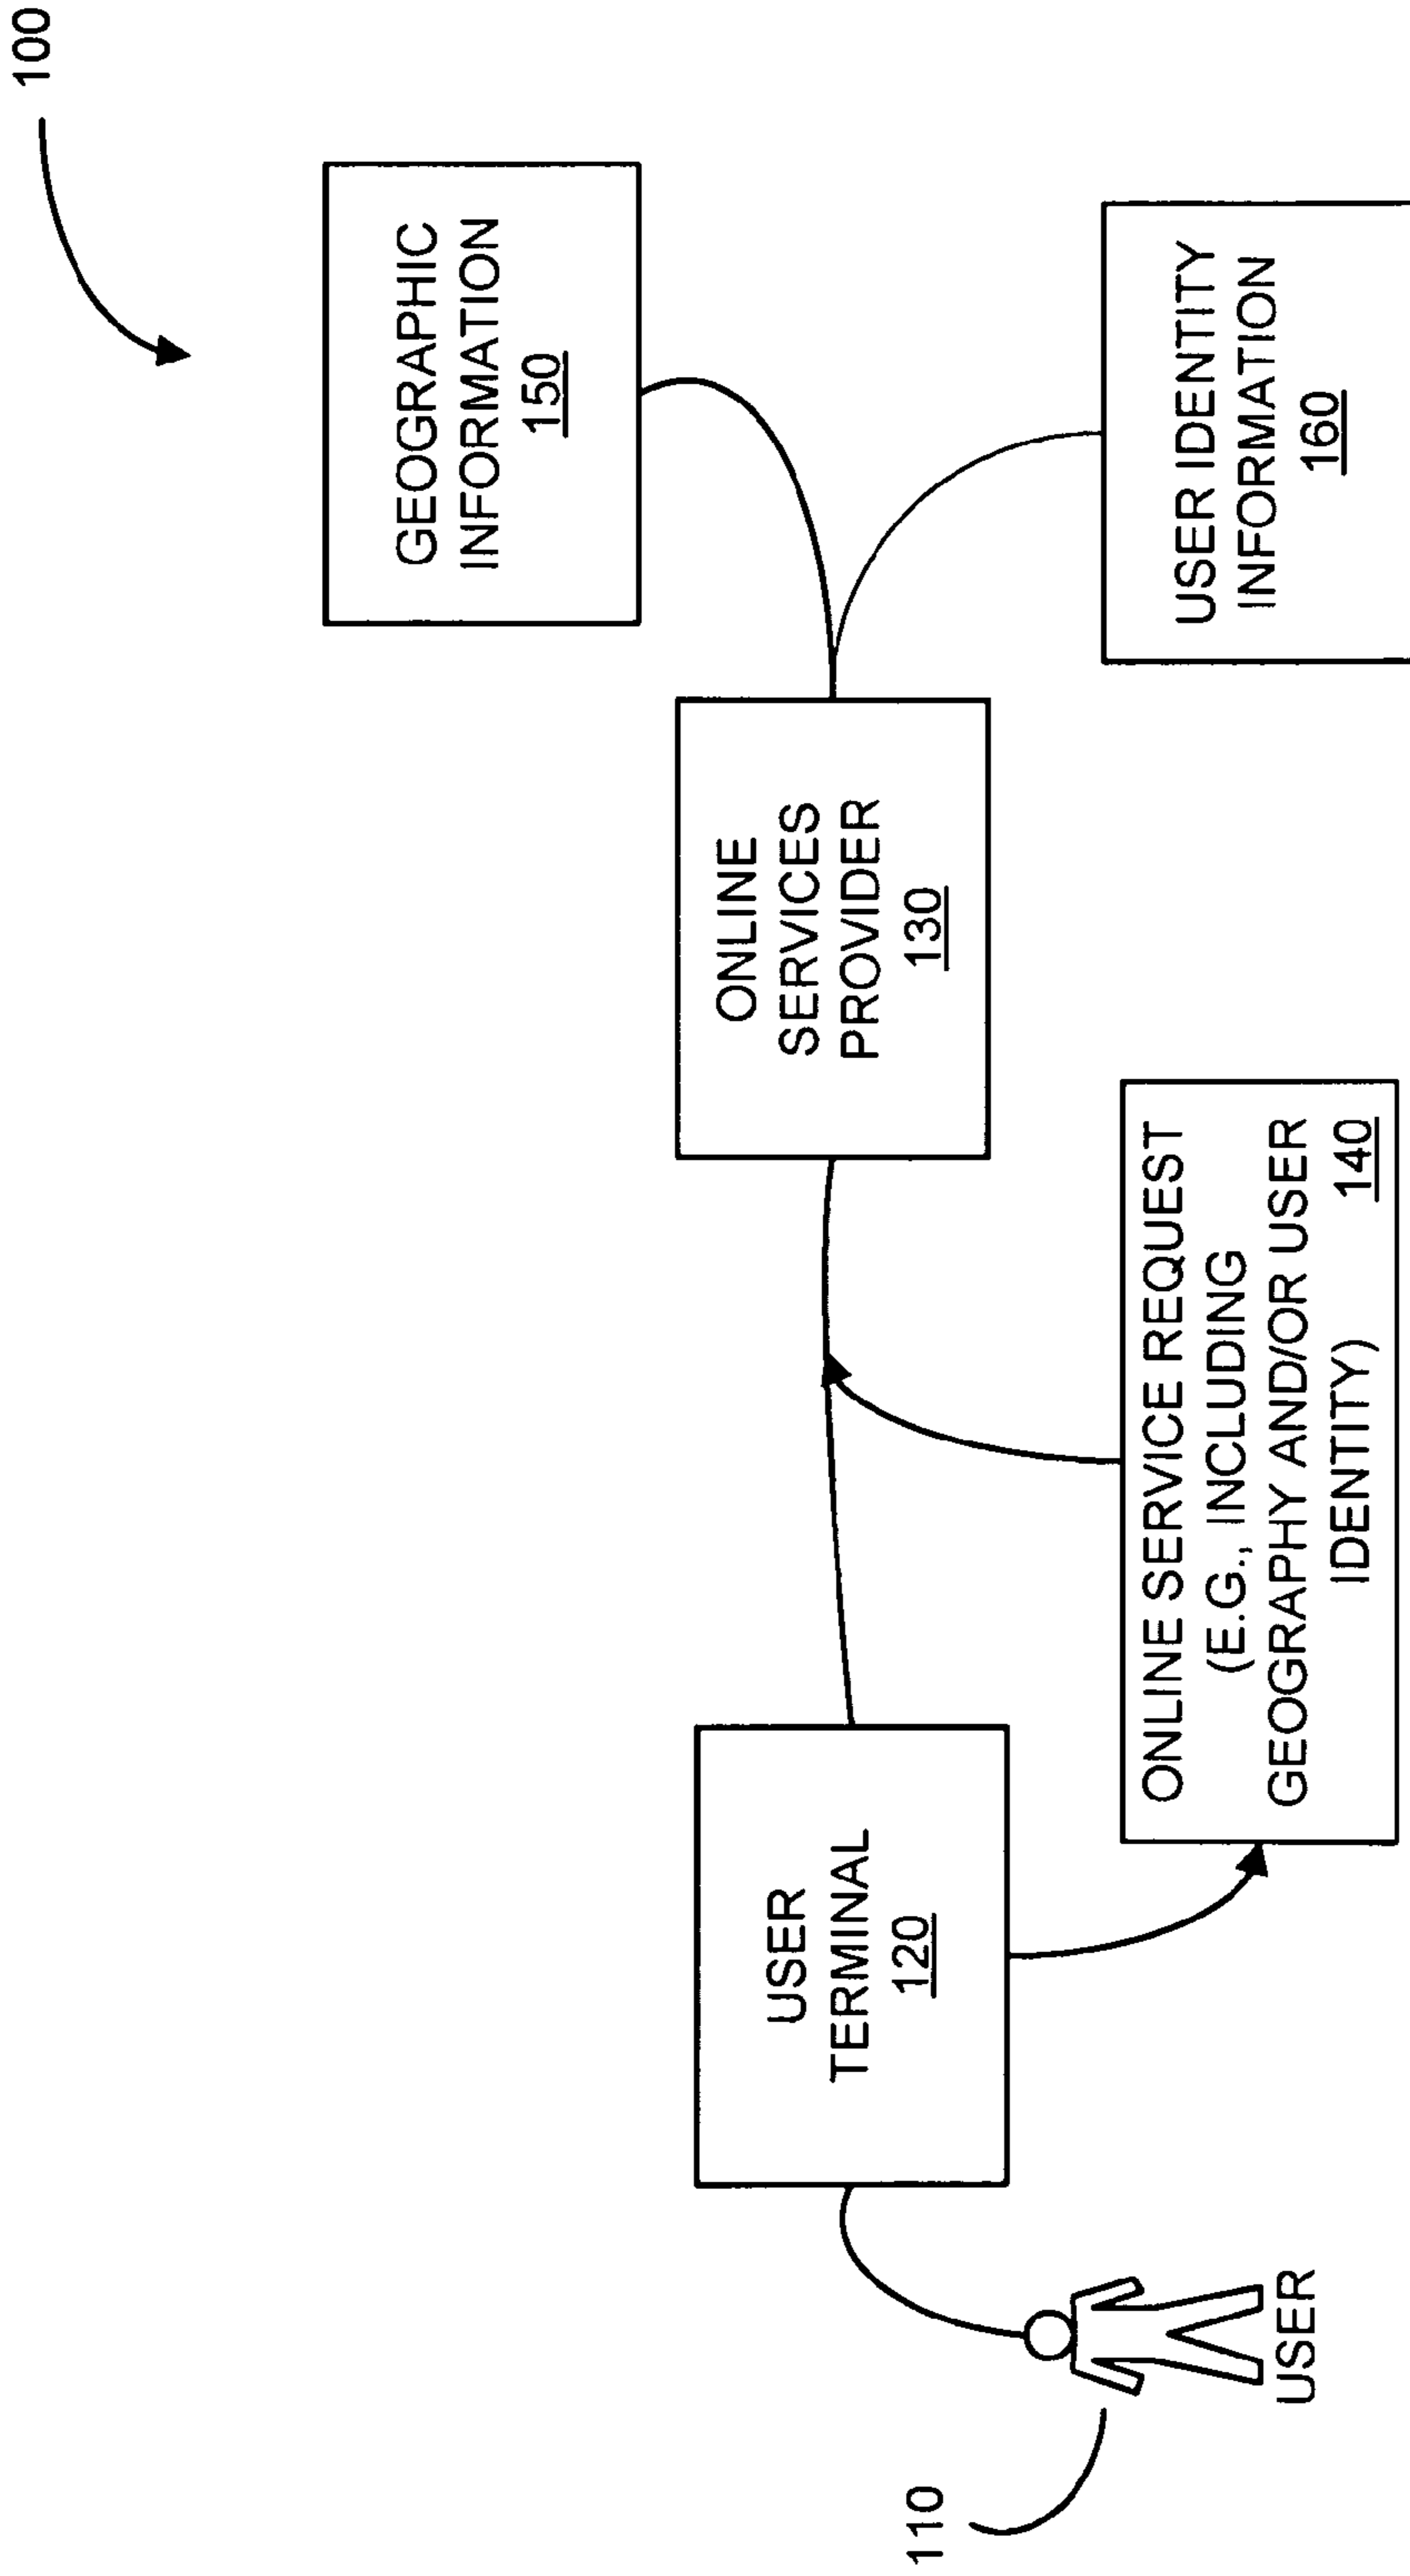 100
GEOGRAPHIC
INFORMATION
150
ONLINE
SERVICES
PROVIDER
130
USER IDENTITY
INFORMATION
160
USER
TERMINAL
120
ONLINE SERVICE REQUEST
(E.G., INCLUDING
GEOGRAPHY AND/OR USER
IDENTITY)
140
110
USER